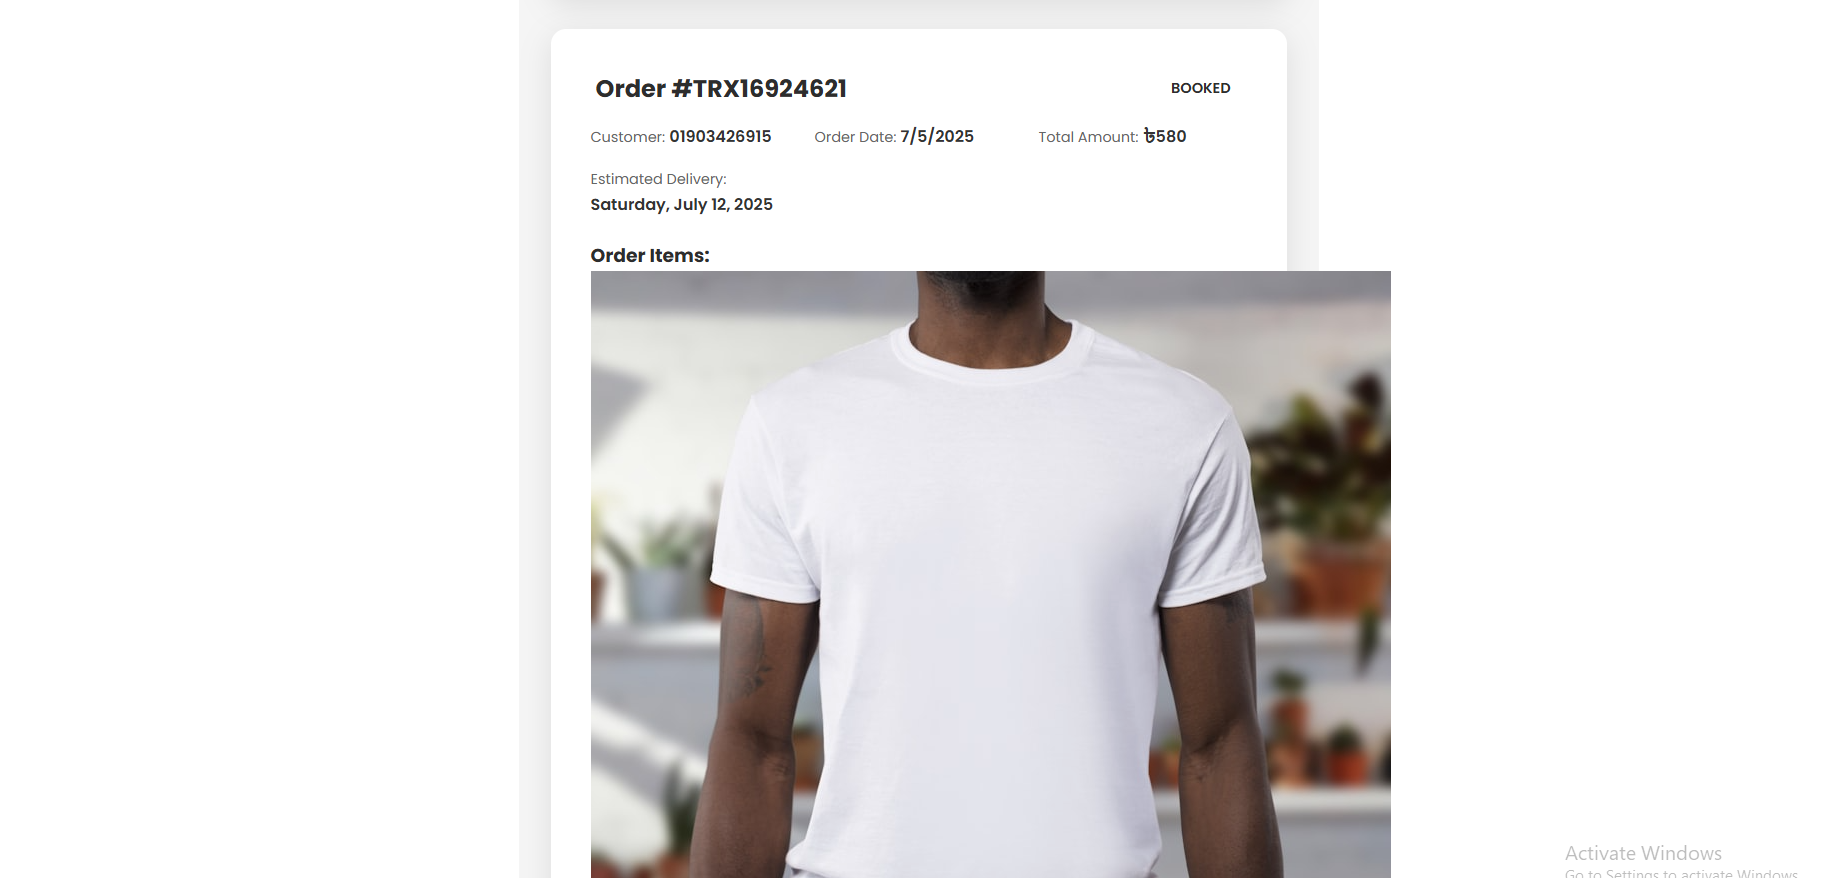 Order #TRX16924621
BOOKED
Customer: 01903426915 Order Date: 7/5/2025 Total Amount: ৳580
Estimated Delivery:
Saturday, July 12, 2025
Order Items:
Activate Windows
Go to Settings to activate Windows.